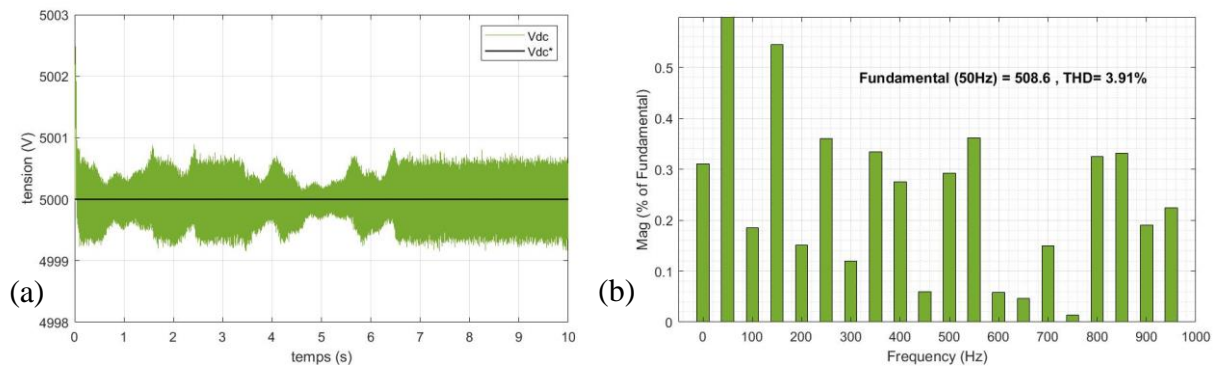 5003
5002
5001
5000
4999
4998
tension (V)
0 1 2 3 4 5 6 7 8 9 10
temps (s)
Vdc
Vdc*
(a)
0.5
0.4
0.3
0.2
0.1
0
Mag (% of Fundamental)
Fundamental (50Hz) = 508.6 , THD= 3.91%
0 100 200 300 400 500 600 700 800 900 1000
Frequency (Hz)
(b)